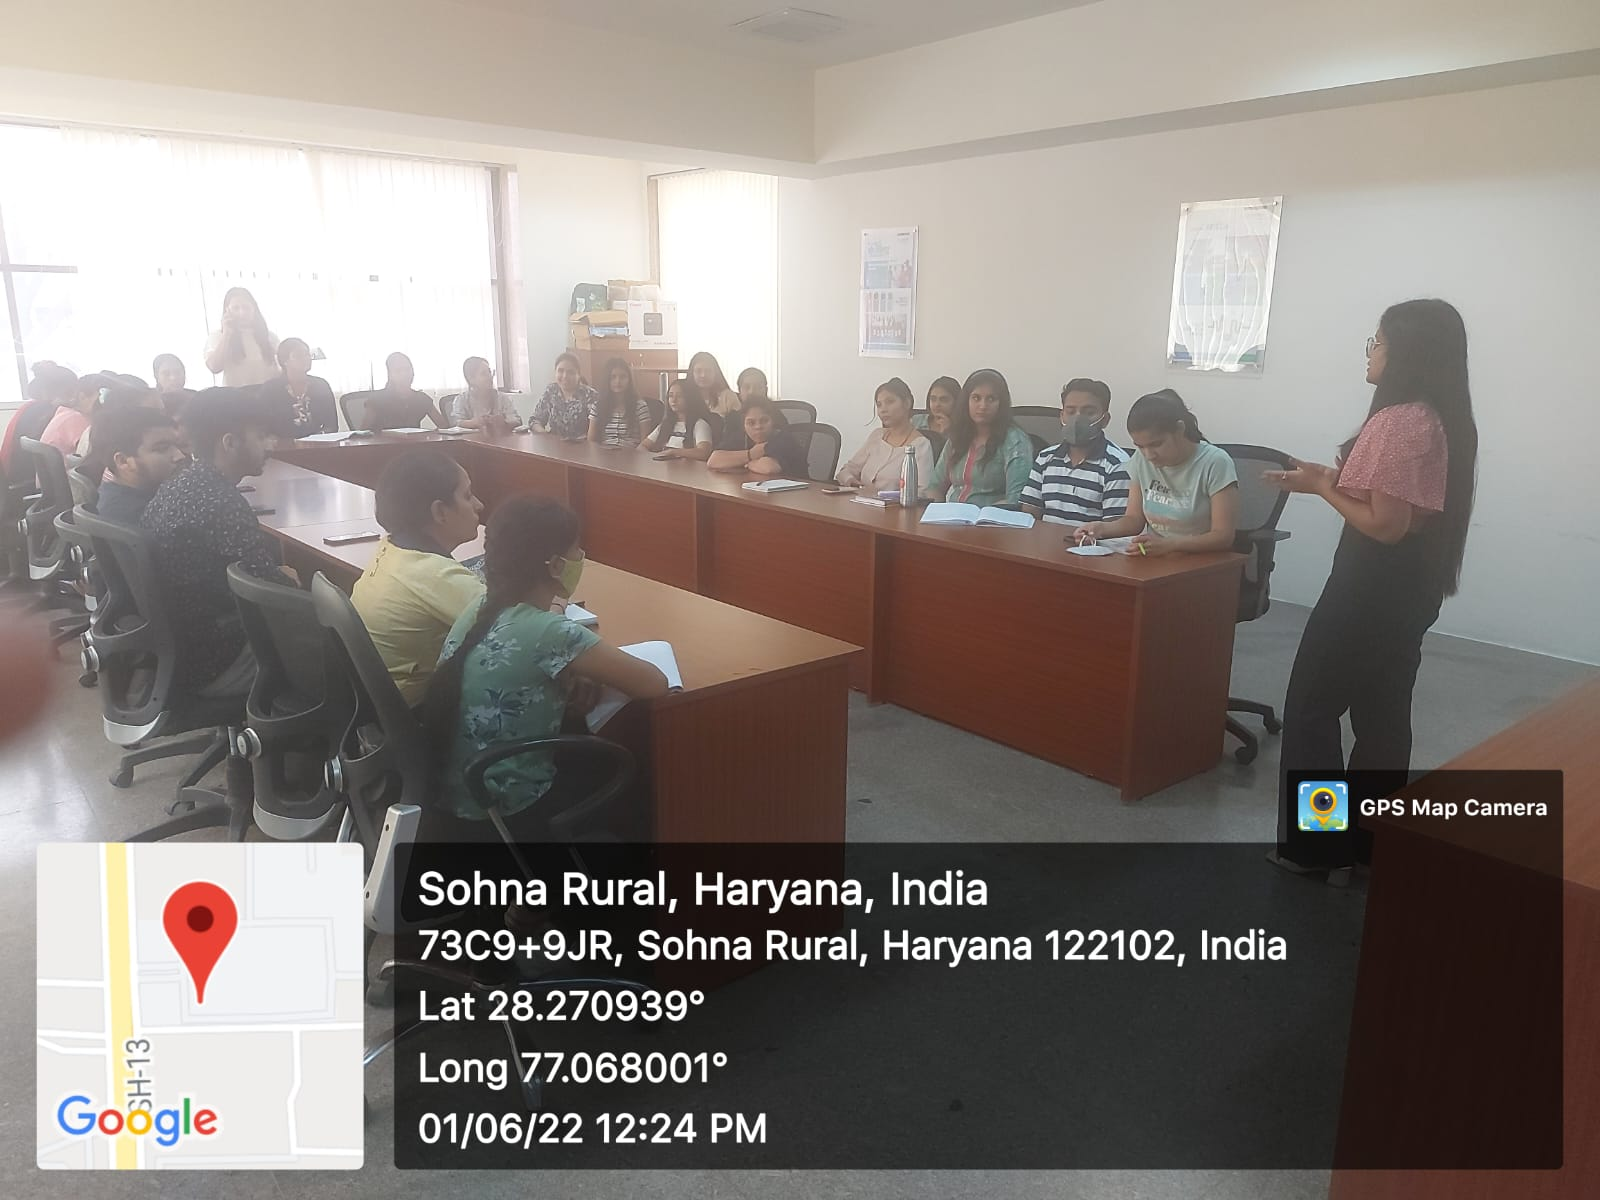 GPS Map Camera
Sohna Rural, Haryana, India
73C9+9JR, Sohna Rural, Haryana 122102, India
Lat 28.270939°
Long 77.068001°
01/06/22 12:24 PM
SH-13
Google